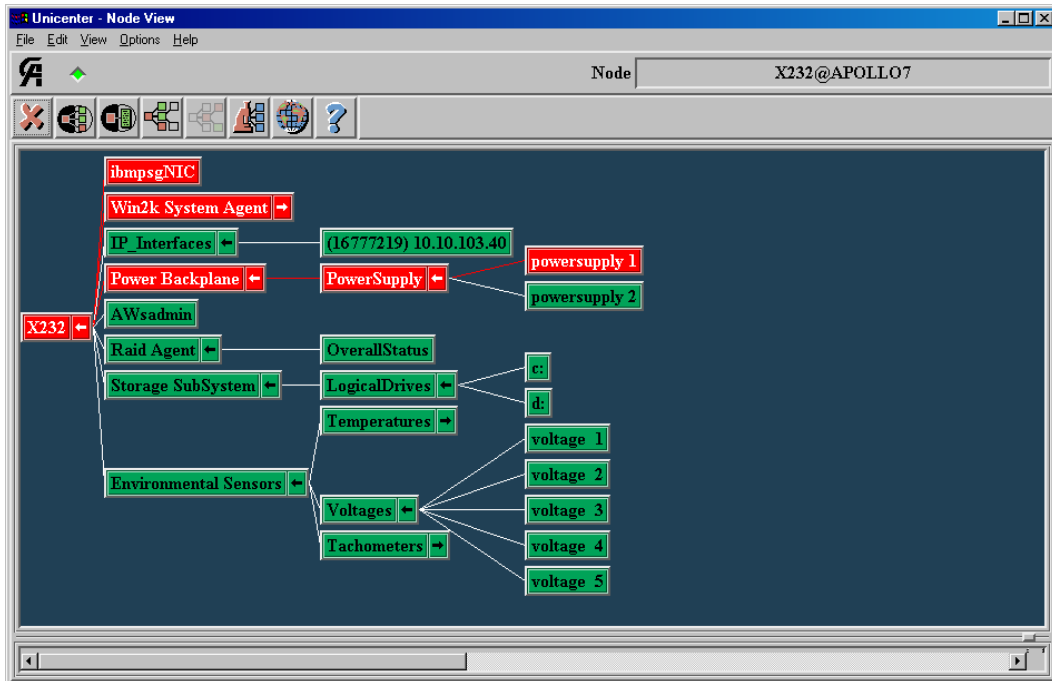 Unicenter - Node View
File Edit View Options Help
Node X232@APOLLO7
ibmpsgNIC
Win2k System Agent
IP_Interfaces
(16777219) 10.10.103.40
Power Backplane
PowerSupply
powersupply 1
powersupply 2
X232
AWsadmin
Raid Agent
OverallStatus
Storage SubSystem
LogicalDrives
c:
d:
Temperatures
Environmental Sensors
Voltages
voltage 1
voltage 2
voltage 3
voltage 4
voltage 5
Tachometers